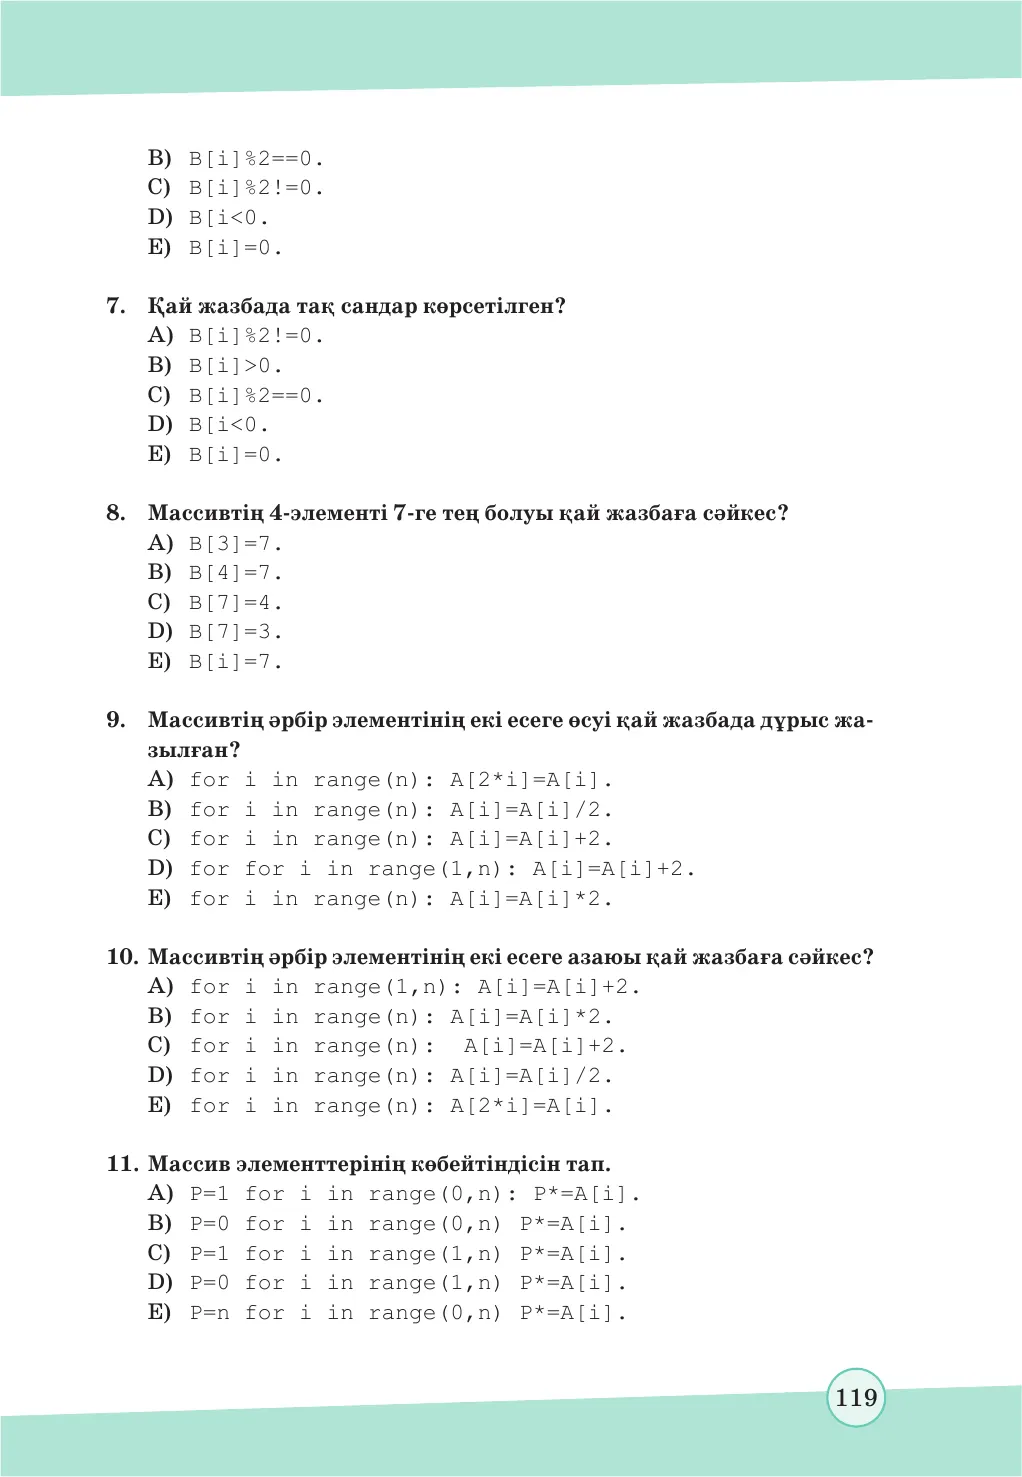 B) B[i]%2==0.
C) B[i]%2!=0.
D) B[i<0.
E) B[i]=0.
7. Қай жазбада тақ сандар көрсетілген?
A) B[i]%2!=0.
B) B[i]>0.
C) B[i]%2==0.
D) B[i<0.
E) B[i]=0.
8. Массивтің 4-элементі 7-ге тең болуы қай жазбаға сәйкес?
A) B[3]=7.
B) B[4]=7.
C) B[7]=4.
D) B[7]=3.
E) B[i]=7.
9. Массивтің әрбір элементінің екі есеге өсуі қай жазбада дұрыс жа-
зылған?
A) for i in range(n): A[2*i]=A[i].
B) for i in range(n): A[i]=A[i]/2.
C) for i in range(n): A[i]=A[i]+2.
D) for for i in range(1,n): A[i]=A[i]+2.
E) for i in range(n): A[i]=A[i]*2.
10. Массивтің әрбір элементінің екі есеге азаюы қай жазбаға сәйкес?
A) for i in range(1,n): A[i]=A[i]+2.
B) for i in range(n): A[i]=A[i]*2.
C) for i in range(n):  A[i]=A[i]+2.
D) for i in range(n): A[i]=A[i]/2.
E) for i in range(n): A[2*i]=A[i].
11. Массив элементтерінің көбейтіндісін тап.
A) P=1 for i in range(0,n): P*=A[i].
B) P=0 for i in range(0,n) P*=A[i].
C) P=1 for i in range(1,n) P*=A[i].
D) P=0 for i in range(1,n) P*=A[i].
E) P=n for i in range(0,n) P*=A[i].
119